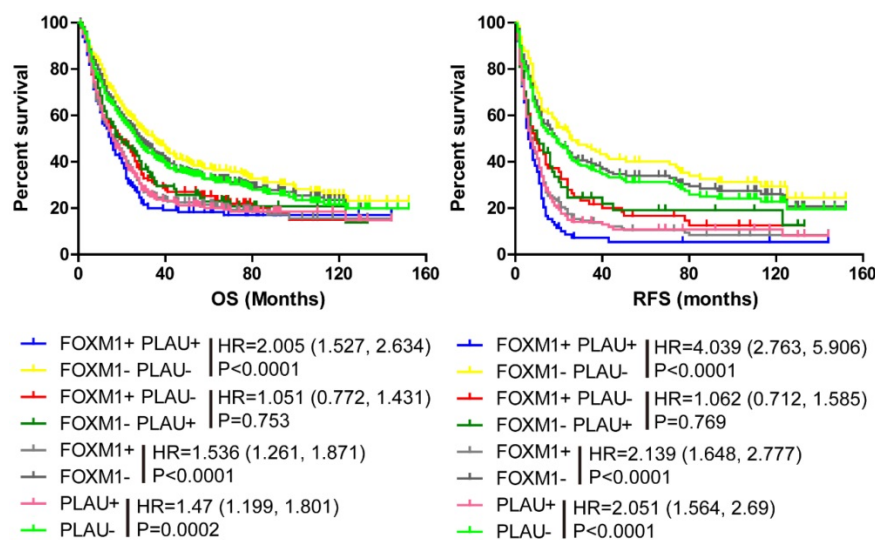 Percent survival
100
80
60
40
20
0
0 40 80 120 160
OS (Months)
FOXM1+ PLAU+
FOXM1- PLAU-
HR=2.005 (1.527, 2.634)
P<0.0001
FOXM1+ PLAU-
FOXM1- PLAU+
HR=1.051 (0.772, 1.431)
P=0.753
FOXM1+
FOXM1-
HR=1.536 (1.261, 1.871)
P<0.0001
PLAU+
PLAU-
HR=1.47 (1.199, 1.801)
P=0.0002
Percent survival
100
80
60
40
20
0
0 40 80 120 160
RFS (months)
FOXM1+ PLAU+
FOXM1- PLAU-
HR=4.039 (2.763, 5.906)
P<0.0001
FOXM1+ PLAU-
FOXM1- PLAU+
HR=1.062 (0.712, 1.585)
P=0.769
FOXM1+
FOXM1-
HR=2.139 (1.648, 2.777)
P<0.0001
PLAU+
PLAU-
HR=2.051 (1.564, 2.69)
P<0.0001